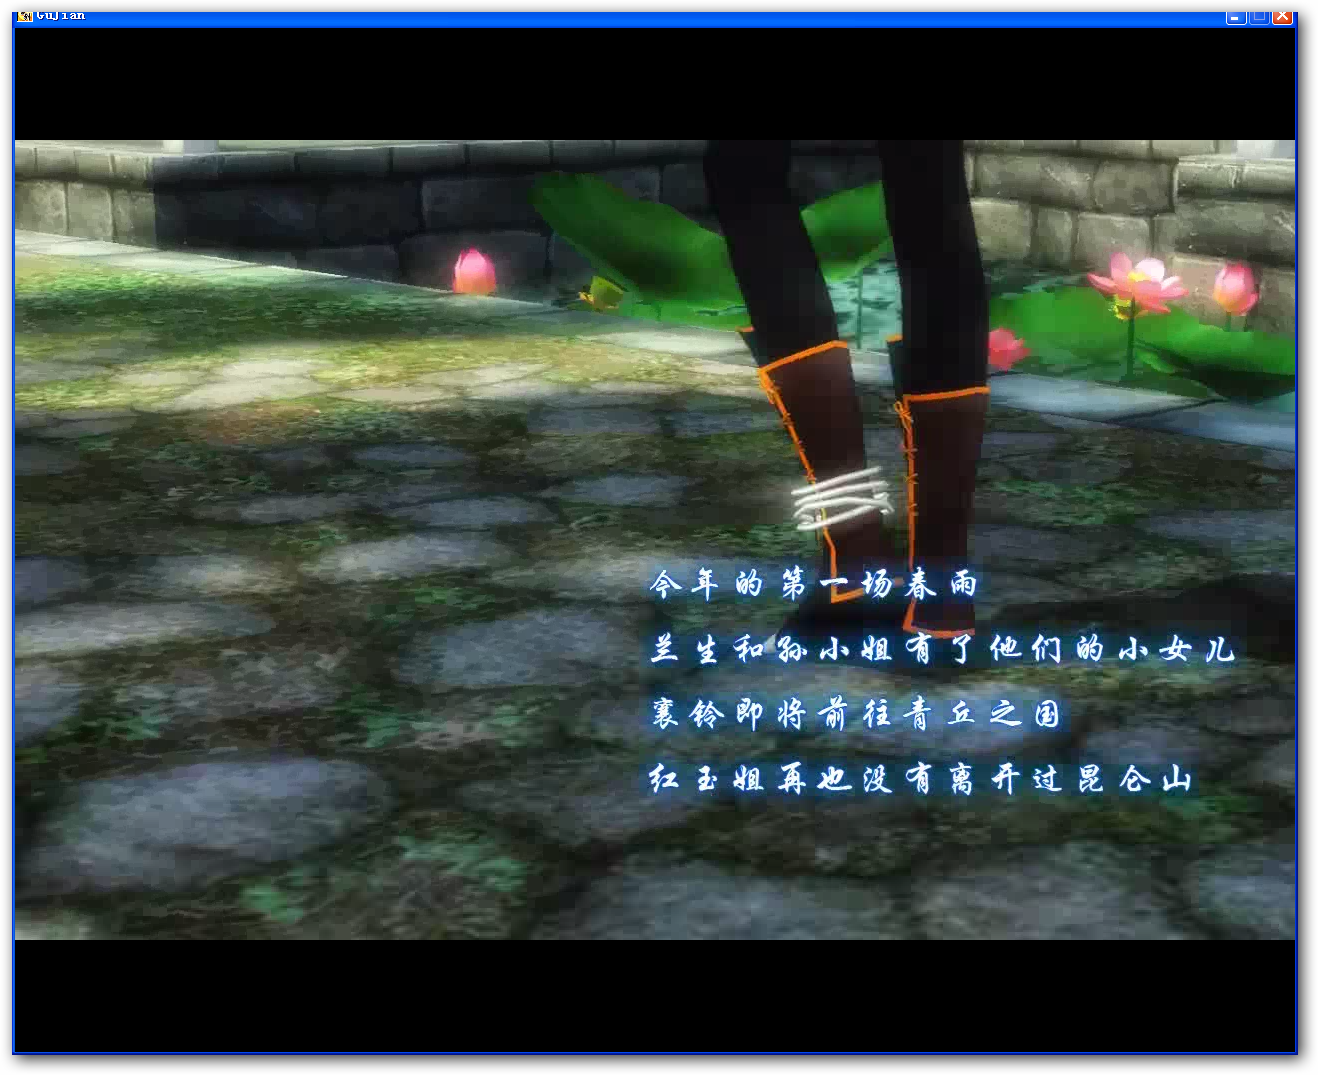 GuJian
今年的第一场春雨
兰生和孙小姐有了他们的小女儿
襄铃即将前往青丘之国
红玉姐再也没有离开过昆仑山